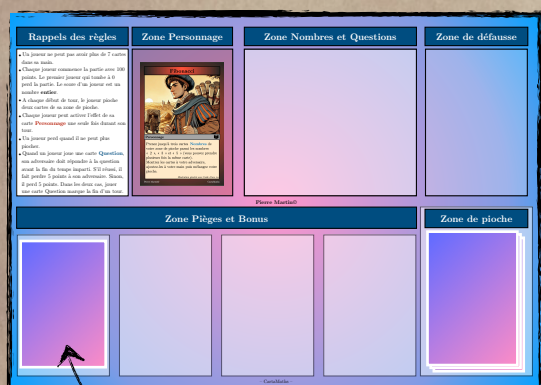 Rappels des règles
Zone Personnage
Zone Nombres et Questions
Zone de défausse
• Un joueur ne peut pas avoir plus de 7 cartes
dans sa main.
• Chaque joueur commence la partie avec 100
points. Le premier joueur qui tombe à 0
perd la partie. Le score d'un joueur est un
nombre entier.
• A chaque début de tour, le joueur pioche
deux cartes de sa zone de pioche.
• Chaque joueur peut activer l'effet de sa
carte Personnage une seule fois durant son
tour.
• Un joueur perd quand il ne peut plus
piocher.
• Quand un joueur joue une carte Question,
son adversaire doit répondre à la question
avant la fin du temps imparti. S'il réussi, il
fait perdre 5 points à son adversaire. Sinon,
il perd 5 points. Dans les deux cas, jouer
une carte Question marque la fin d'un tour.
Fibonacci
Personnage
Pierre Martin©
Zone Pièges et Bonus
Zone de pioche
- CartaMaths -